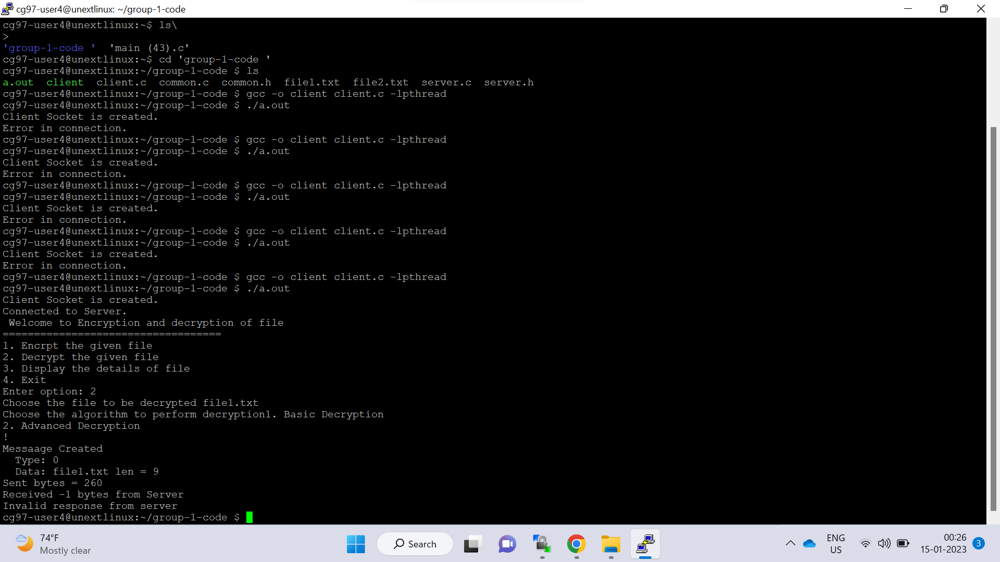 cg97-user4@unextlinux: ~/group-1-code
cg97-user4@unextlinux:~$ ls\
>
'group-1-code '  'main (43).c'
cg97-user4@unextlinux:~$ cd 'group-1-code '
cg97-user4@unextlinux:~/group-1-code $ ls
a.out  client  client.c  common.c  common.h  file1.txt  file2.txt  server.c  server.h
cg97-user4@unextlinux:~/group-1-code $ gcc -o client client.c -lpthread
cg97-user4@unextlinux:~/group-1-code $ ./a.out
Client Socket is created.
Error in connection.
cg97-user4@unextlinux:~/group-1-code $ gcc -o client client.c -lpthread
cg97-user4@unextlinux:~/group-1-code $ ./a.out
Client Socket is created.
Error in connection.
cg97-user4@unextlinux:~/group-1-code $ gcc -o client client.c -lpthread
cg97-user4@unextlinux:~/group-1-code $ ./a.out
Client Socket is created.
Error in connection.
cg97-user4@unextlinux:~/group-1-code $ gcc -o client client.c -lpthread
cg97-user4@unextlinux:~/group-1-code $ ./a.out
Client Socket is created.
Error in connection.
cg97-user4@unextlinux:~/group-1-code $ gcc -o client client.c -lpthread
cg97-user4@unextlinux:~/group-1-code $ ./a.out
Client Socket is created.
Connected to Server.
 Welcome to Encryption and decryption of file
===================================
1. Encrpt the given file
2. Decrypt the given file
3. Display the details of file
4. Exit
Enter option: 2
Choose the file to be decrypted file1.txt
Choose the algorithm to perform decryption1. Basic Decryption
2. Advanced Decryption
!
Messaage Created
  Type: 0
  Data: file1.txt len = 9
Sent bytes = 260
Received -1 bytes from Server
Invalid response from server
cg97-user4@unextlinux:~/group-1-code $
74°F
Mostly clear
Search
ENG
US
00:26
15-01-2023
3